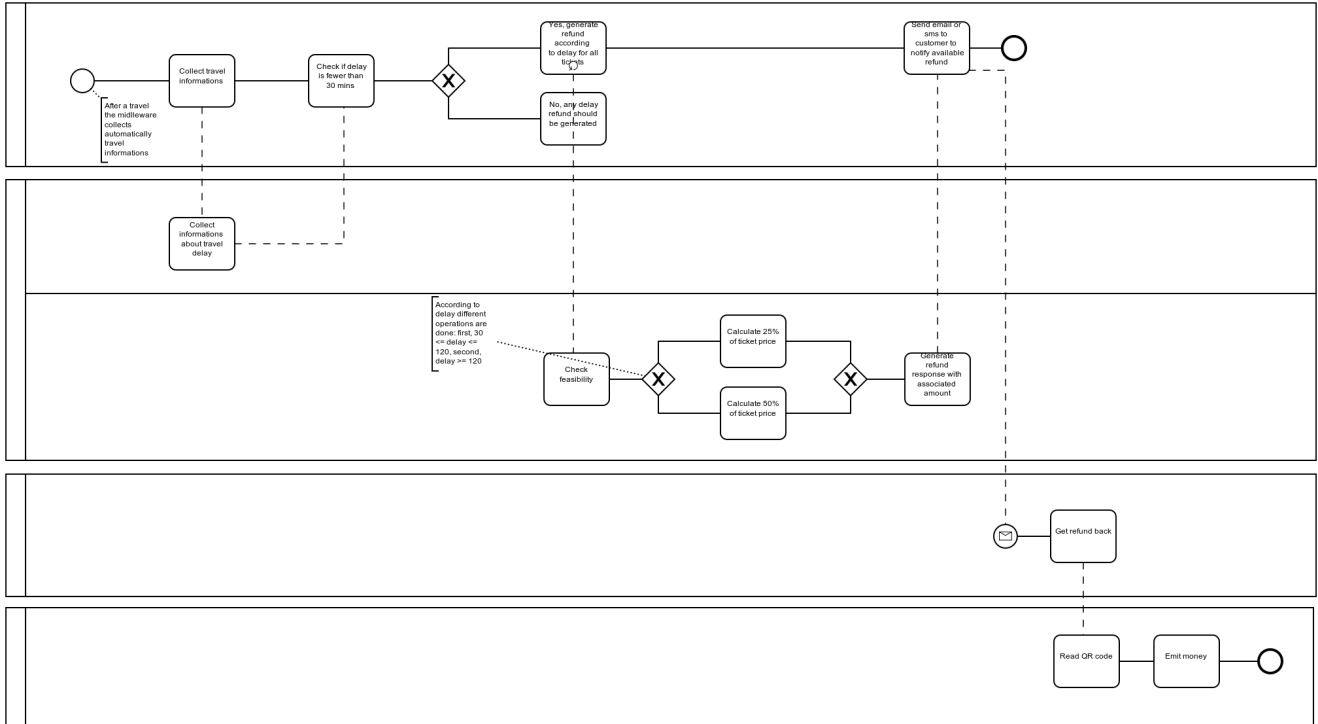 Yes, generate
refund
according
to delay for all
tickets
Send email or
sms to
customer to
notify available
refund
Collect travel
informations
Check if delay
is fewer than
30 mins
X
No, any delay
refund should
be generated
After a travel
the midlleware
collects
automatically
travel
informations
Collect
informations
about travel
delay
According to
delay different
operations are
done: first, 30
<= delay <=
120, second,
delay >= 120
Check
feasibility
X
Calculate 25%
of ticket price
Calculate 50%
of ticket price
X
Generate
refund
response with
associated
amount
Get refund back
Read QR code
Emit money